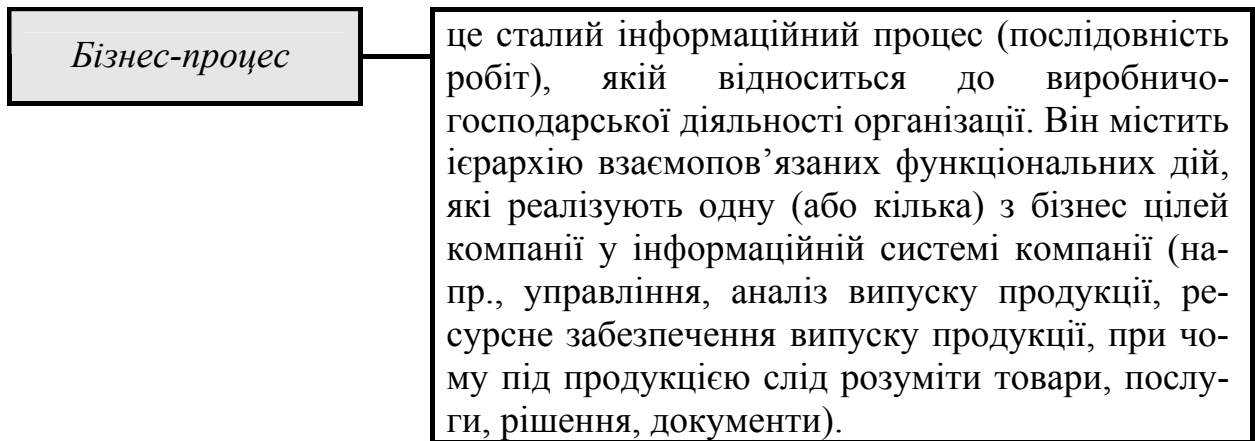 Бізнес-процес
це сталий інформаційний процес (послідовність
робіт), якій відноситься до виробничо-
господарської діяльності організації. Він містить
ієрархію взаємопов’язаних функціональних дій,
які реалізують одну (або кілька) з бізнес цілей
компанії у інформаційній системі компанії (на-
пр., управління, аналіз випуску продукції, ре-
сурсне забезпечення випуску продукції, при чо-
му під продукцією слід розуміти товари, послу-
ги, рішення, документи).